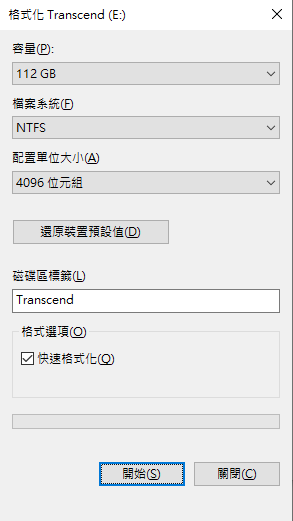 格式化 Transcend (E:)
容量(P):
112 GB
檔案系統(F)
NTFS
配置單位大小(A)
4096 位元組
還原裝置預設值(D)
磁碟區標籤(L)
Transcend
格式選項(O)
快速格式化(Q)
開始(S)
關閉(C)